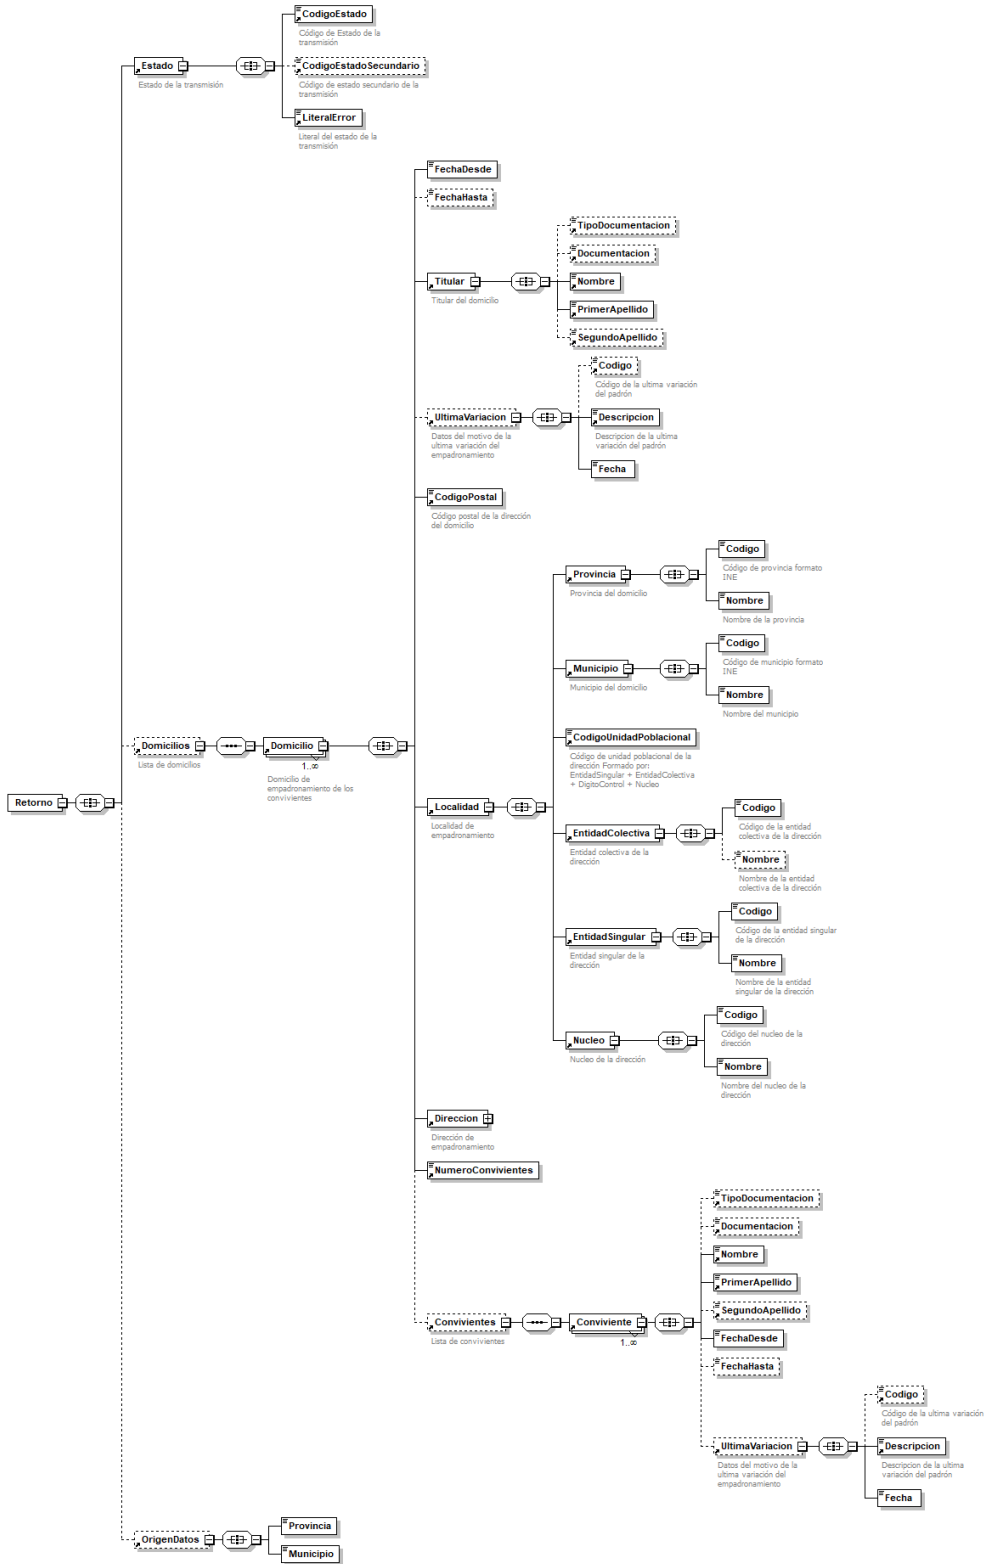 CodigoEstado
Código de Estado de la
transmisión
Estado
Estado de la transmisión
CodigoEstadoSecundario
Código de estado secundario de la
transmisión
LiteralError
Literal del estado de la
transmisión
FechaDesde
FechaHasta
TipoDocumentacion
Documentacion
Titular
Titular del domicilio
Nombre
PrimerApellido
SegundoApellido
Codigo
Código de la ultima variación
del padrón
UltimaVariacion
Datos del motivo de la
ultima variación del
empadronamiento
Descripcion
Descripcion de la ultima
variación del padrón
Fecha
CodigoPostal
Código postal de la dirección
del domicilio
Codigo
Código de provincia formato
INE
Provincia
Provincia del domicilio
Nombre
Nombre de la provincia
Codigo
Código de municipio formato
INE
Municipio
Municipio del domicilio
Nombre
Nombre del municipio
CodigoUnidadPoblacional
Código de unidad poblacional de la
dirección Formado por:
EntidadSingular + EntidadColectiva
+ DigitoControl + Nucleo
Domicilios
Lista de domicilios
Domicilio
1..∞
Domicilio de
empadronamiento de los
convivientes
Retorno
Localidad
Localidad de
empadronamiento
Codigo
Código de la entidad
colectiva de la dirección
EntidadColectiva
Entidad colectiva de la
dirección
Nombre
Nombre de la entidad
colectiva de la dirección
Codigo
Código de la entidad singular
de la dirección
EntidadSingular
Entidad singular de la
dirección
Nombre
Nombre de la entidad
singular de la dirección
Codigo
Código del nucleo de la
dirección
Nucleo
Nucleo de la dirección
Nombre
Nombre del nucleo de la
dirección
Direccion
Dirección de
empadronamiento
NumeroConvivientes
TipoDocumentacion
Documentacion
Nombre
PrimerApellido
SegundoApellido
Convivientes
Lista de convivientes
Conviviente
1..∞
FechaDesde
FechaHasta
Codigo
Código de la ultima variación
del padrón
UltimaVariacion
Datos del motivo de la
ultima variación del
empadronamiento
Descripcion
Descripcion de la ultima
variación del padrón
Fecha
OrigenDatos
Provincia
Municipio